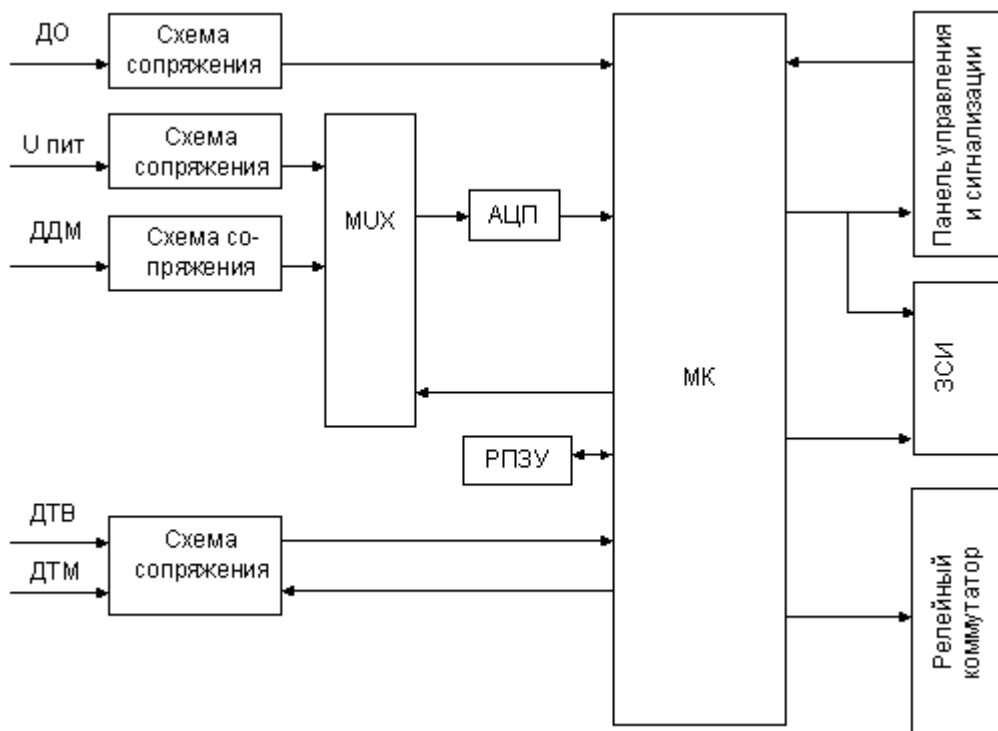 ДО
Схема
сопряжения
U пит
Схема
сопряжения
ДДМ
Схема со-
пряжения
MUX
АЦП
МК
РПЗУ
ДТВ
ДТМ
Схема
сопряжения
Панель управления
и сигнализации
ЗСИ
Релейный
коммутатор